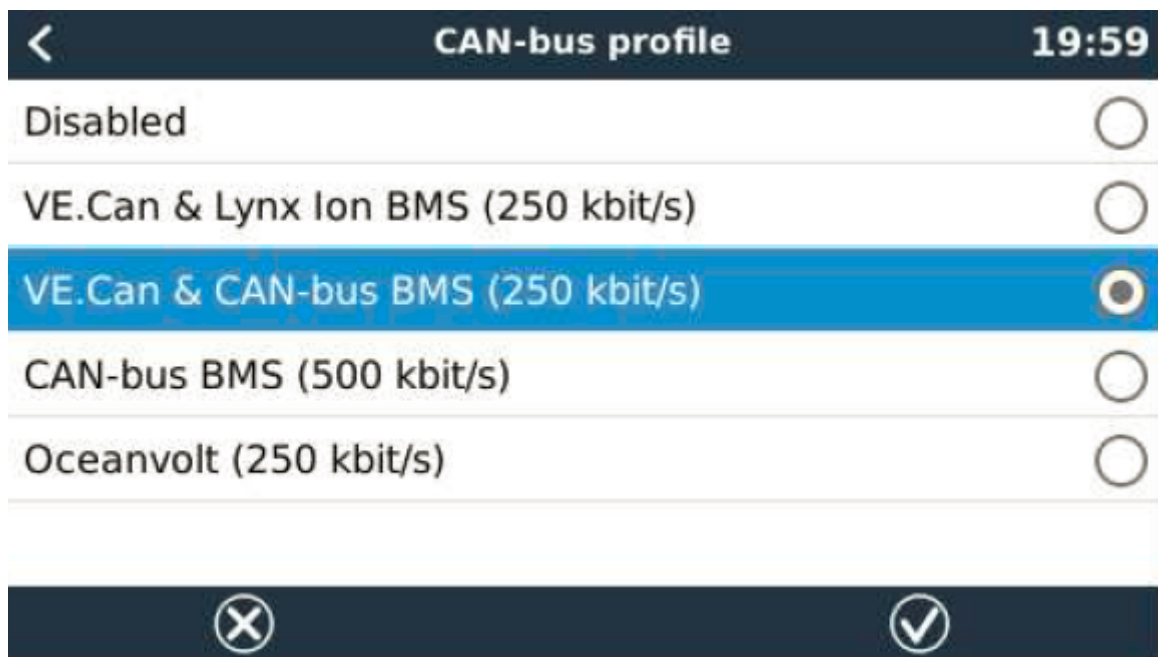 CAN-bus profile 19:59
Disabled
VE.Can & Lynx Ion BMS (250 kbit/s)
VE.Can & CAN-bus BMS (250 kbit/s)
CAN-bus BMS (500 kbit/s)
Oceanvolt (250 kbit/s)